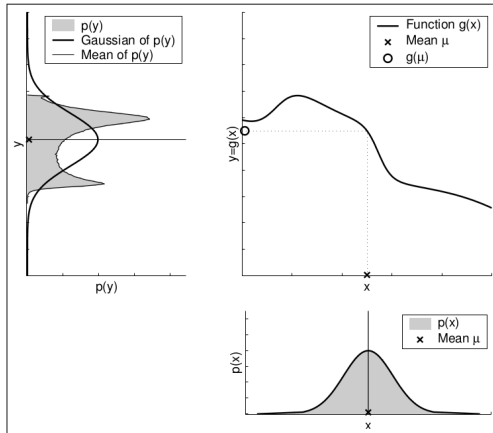 p(y)
Gaussian of p(y)
Mean of p(y)
y
p(y)
Function g(x)
Mean μ
g(μ)
y=g(x)
x
p(x)
Mean μ
p(x)
x